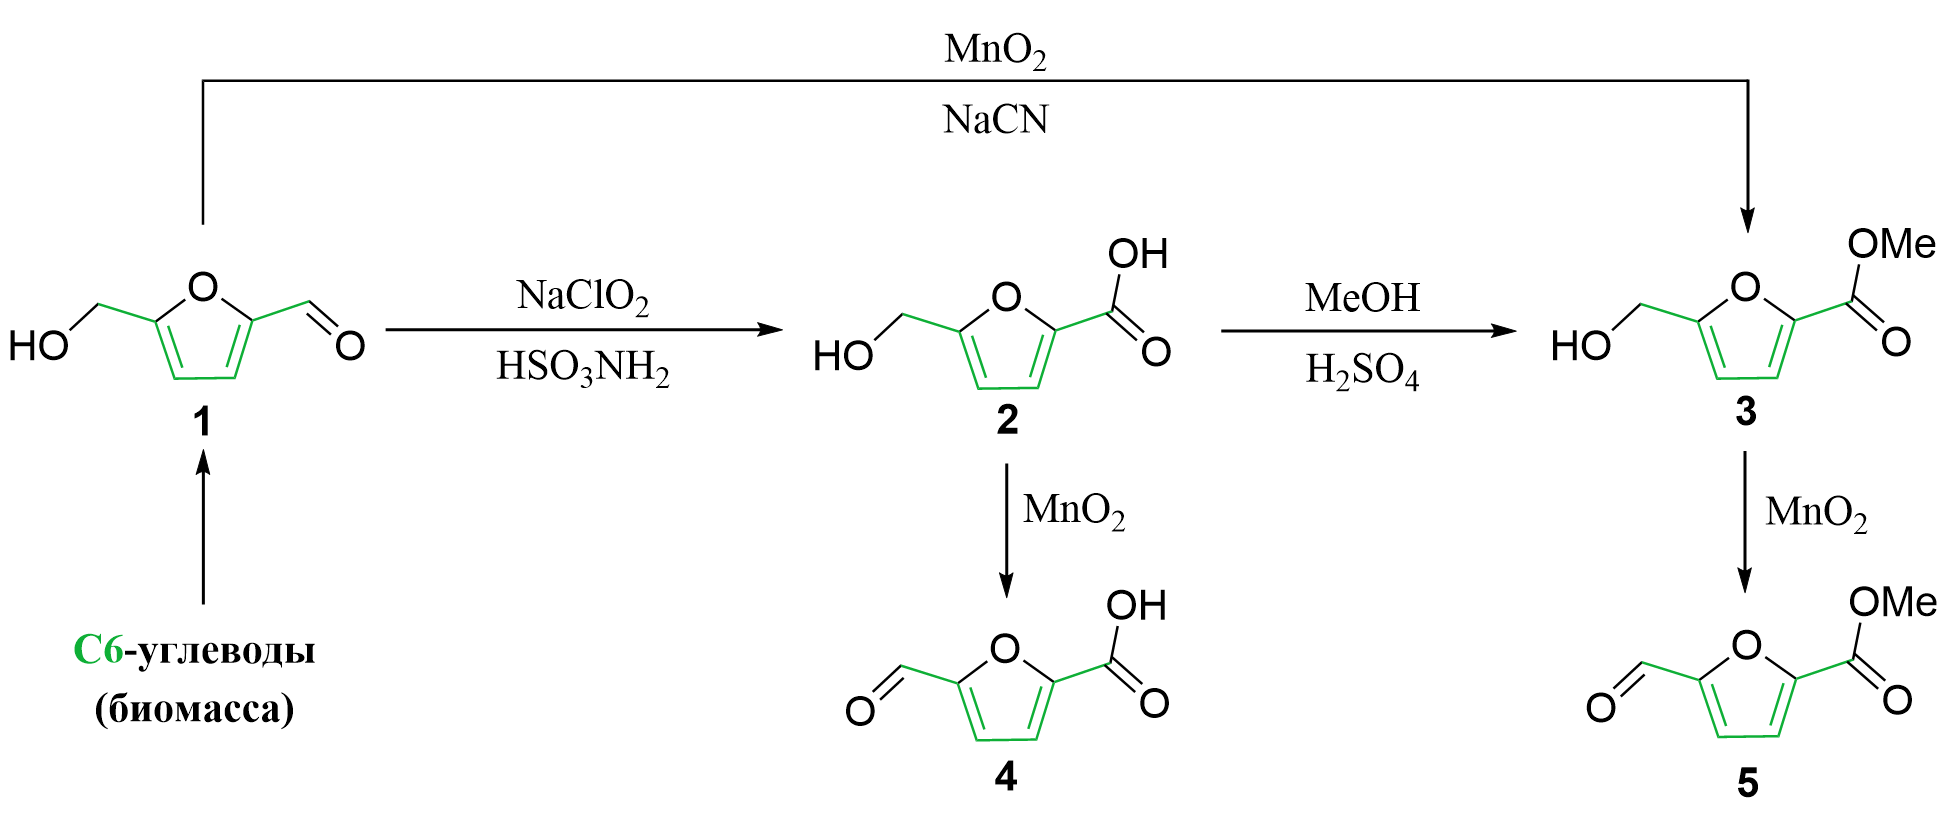 MnO₂
NaCN
HO O O
1
NaClO₂
HSO₃NH₂
HO O OH O
2
MeOH
H₂SO₄
HO O OMe O
3
MnO₂
MnO₂
С6-углеводы
(биомасса)
O O OH O
4
O O OMe O
5